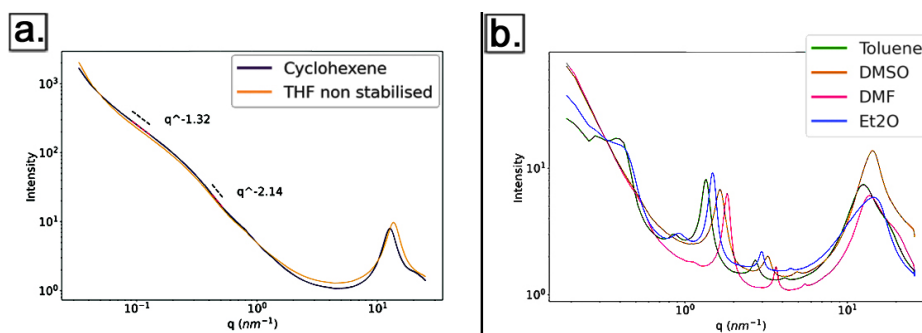 a.
Cyclohexene
THF non stabilised
q^-1.32
q^-2.14
Intensity
10³
10²
10¹
10⁰
10⁻¹
10⁰
10¹
q (nm⁻¹)
b.
Toluene
DMSO
DMF
Et2O
Intensity
10¹
10⁰
10⁰
10¹
q (nm⁻¹)